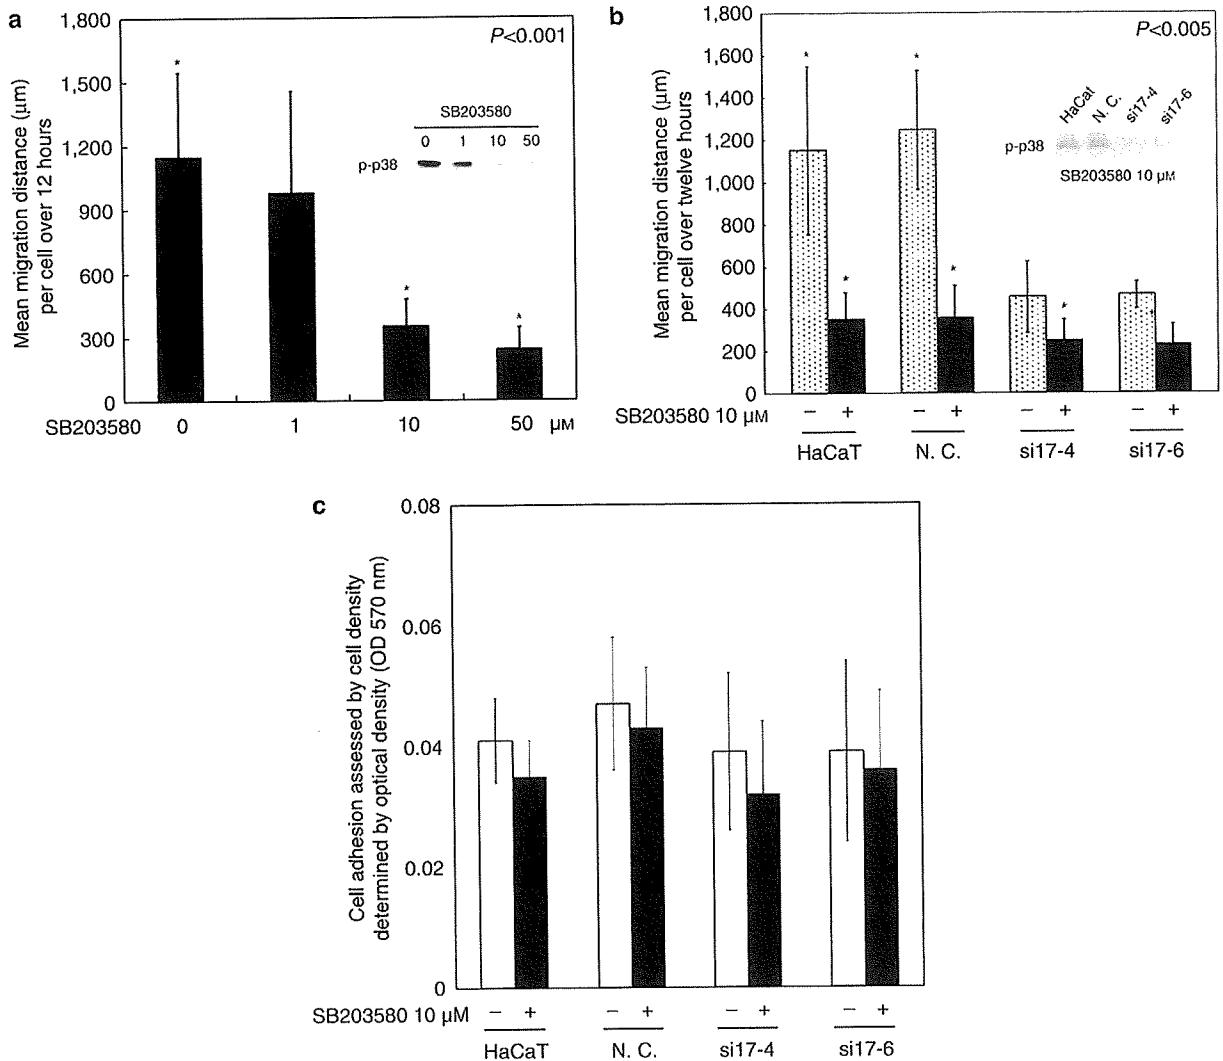 a
P<0.001
Mean migration distance (µm)
per cell over 12 hours
1,800
1,500
1,200
900
600
300
0
SB203580
0 1 10 50
p-p38
*
*
*
SB203580 0 1 10 50 µM
b
P<0.005
Mean migration distance (µm)
per cell over twelve hours
1,800
1,600
1,400
1,200
1,000
800
600
400
200
0
HaCat N. C. si17-4 si17-6
p-p38
SB203580 10 µM
*
*
*
*
*
*
SB203580 10 µM − + − + − + − +
HaCaT N. C. si17-4 si17-6
c
Cell adhesion assessed by cell density
determined by optical density (OD 570 nm)
0.08
0.06
0.04
0.02
0
SB203580 10 µM − + − + − + − +
HaCaT N. C. si17-4 si17-6